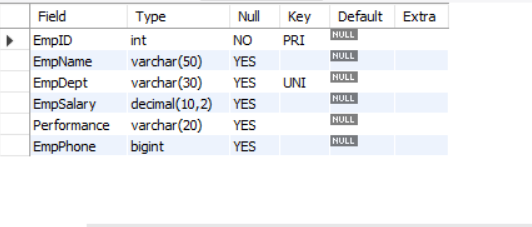 Field Type Null Key Default Extra
EmpID int NO PRI NULL
EmpName varchar(50) YES NULL
EmpDept varchar(30) YES UNI NULL
EmpSalary decimal(10,2) YES NULL
Performance varchar(20) YES NULL
EmpPhone bigint YES NULL